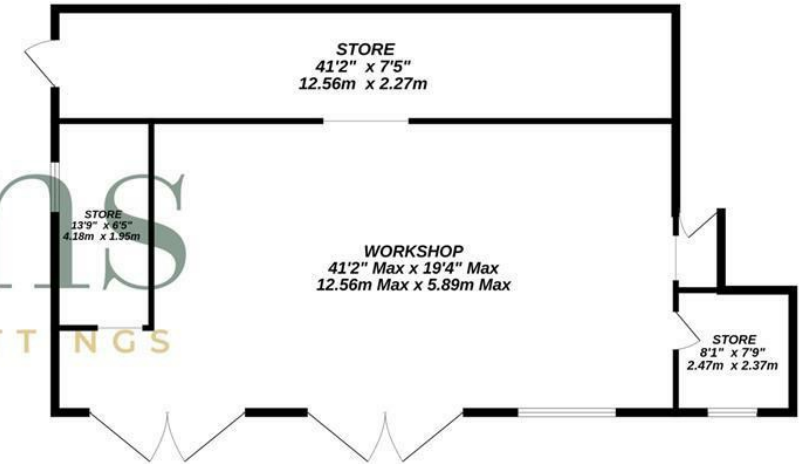 STORE
41'2" x 7'5"
12.56m x 2.27m
STORE
13'9" x 6'5"
4.18m x 1.95m
ns
WORKSHOP
41'2" Max x 19'4" Max
12.56m Max x 5.89m Max
TTINGS
STORE
8'1" x 7'9"
2.47m x 2.37m